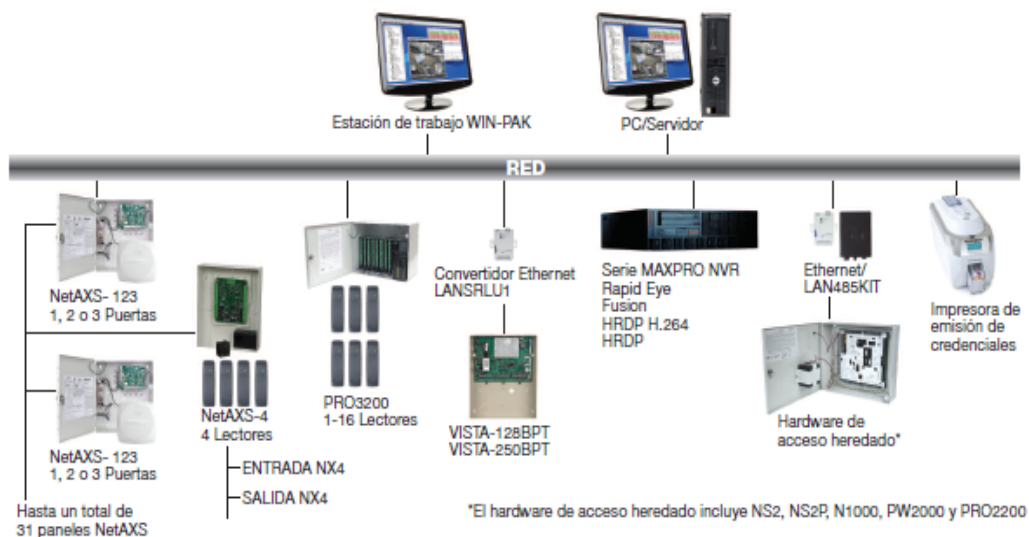 Estación de trabajo WIN-PAK
PC/Servidor
RED
NetAXS- 123
1, 2 o 3 Puertas
NetAXS- 123
1, 2 o 3 Puertas
Hasta un total de
31 paneles NetAXS
NetAXS-4
4 Lectores
ENTRADA NX4
SALIDA NX4
PRO3200
1-16 Lectores
Convertidor Ethernet
LANSRLU1
VISTA-128BPT
VISTA-250BPT
Serie MAXPRO NVR
Rapid Eye
Fusion
HRDP H.264
HRDP
Ethernet/
LAN485KIT
Hardware de
acceso heredado*
Impresora de
emisión de
credenciales
*El hardware de acceso heredado incluye NS2, NS2P, N1000, PW2000 y PRO2200